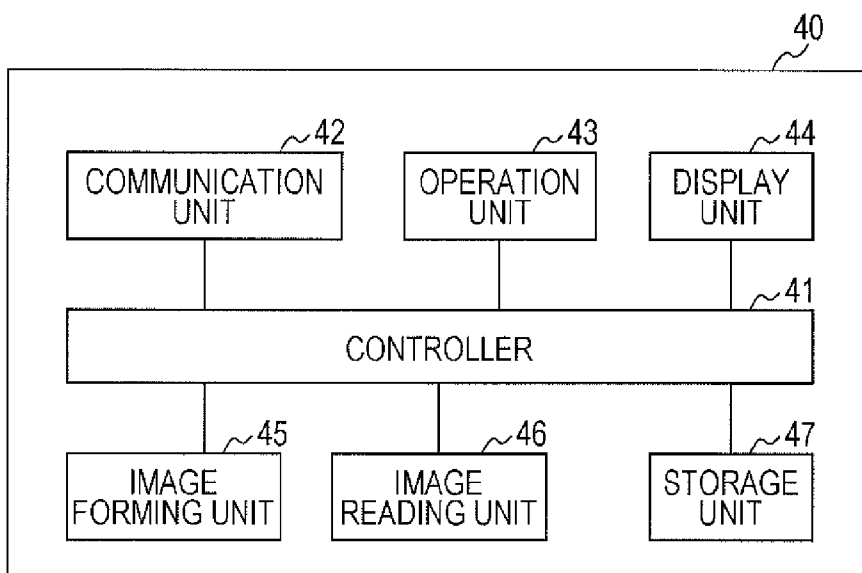 40
42
43
44
COMMUNICATION
UNIT
OPERATION
UNIT
DISPLAY
UNIT
41
CONTROLLER
45
46
47
IMAGE
FORMING UNIT
IMAGE
READING UNIT
STORAGE
UNIT